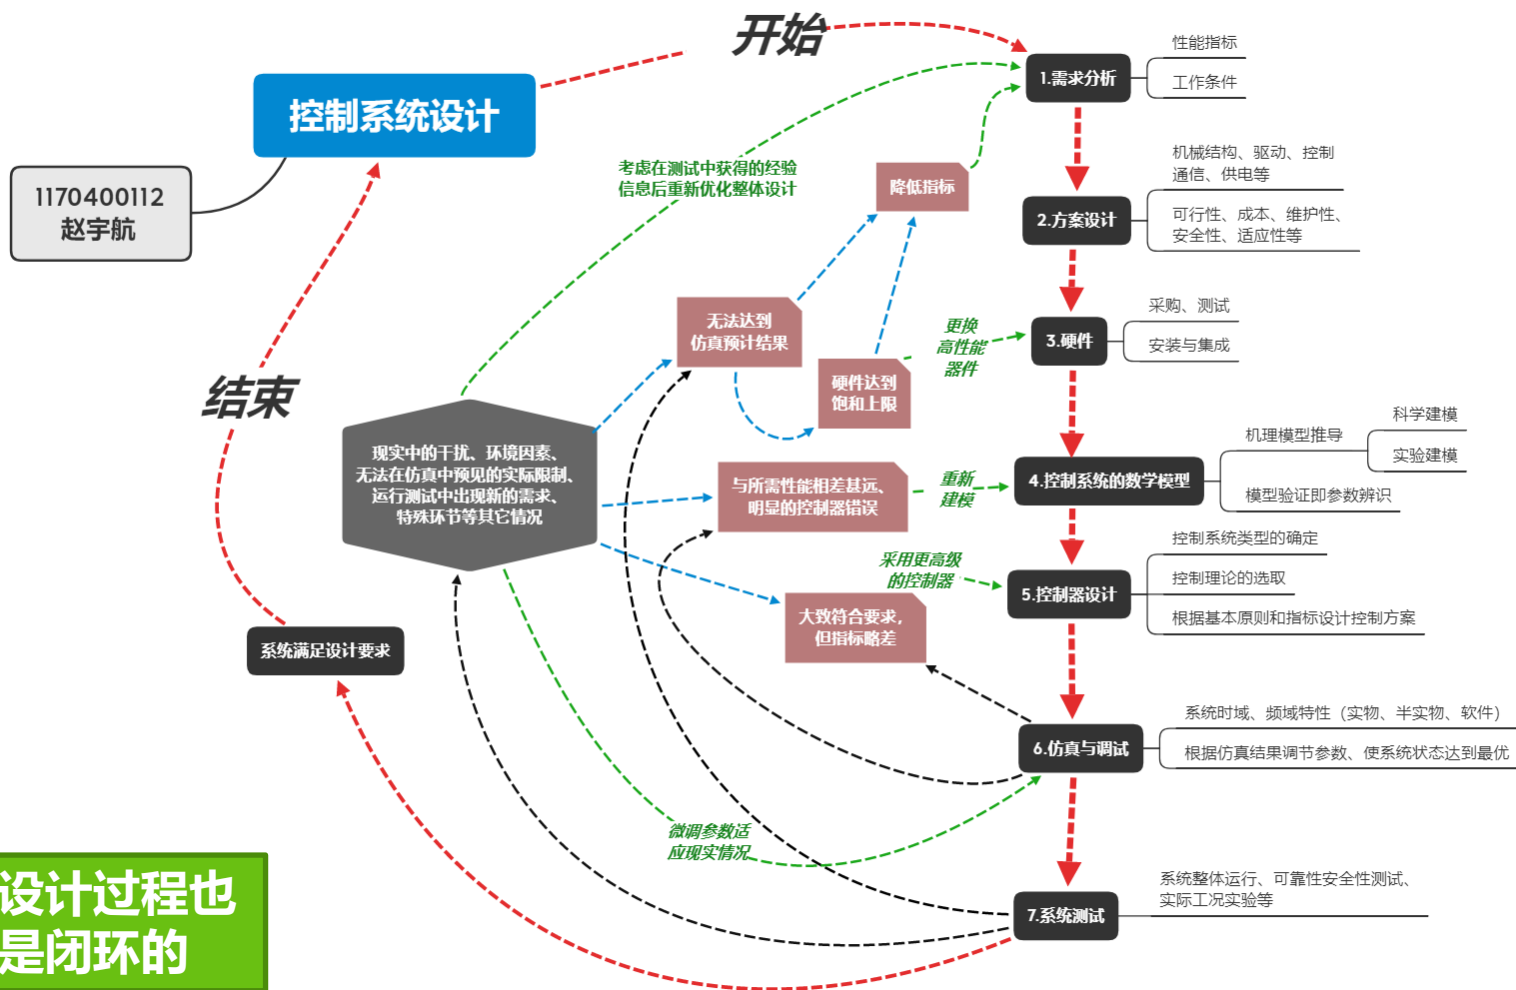 开始
控制系统设计
1170400112
赵宇航
1.需求分析
性能指标
工作条件
考虑在测试中获得的经验
信息后重新优化整体设计
降低指标
2.方案设计
机械结构、驱动、控制
通信、供电等
可行性、成本、维护性、
安全性、适应性等
无法达到
仿真预计结果
硬件达到
饱和上限
更换
高性能
器件
3.硬件
采购、测试
安装与集成
结束
现实中的干扰、环境因素、
无法在仿真中预见的实际限制、
运行测试中出现新的需求、
特殊环节等其它情况
与所需性能相差甚远、
明显的控制器错误
重新
建模
4.控制系统的数学模型
机理模型推导
科学建模
实验建模
模型验证即参数辨识
采用更高级
的控制器
5.控制器设计
控制系统类型的确定
控制理论的选取
根据基本原则和指标设计控制方案
大致符合要求，
但指标略差
系统满足设计要求
6.仿真与调试
系统时域、频域特性（实物、半实物、软件）
根据仿真结果调节参数、使系统状态达到最优
微调参数适
应现实情况
7.系统测试
系统整体运行、可靠性安全性测试、
实际工况实验等
设计过程也
是闭环的